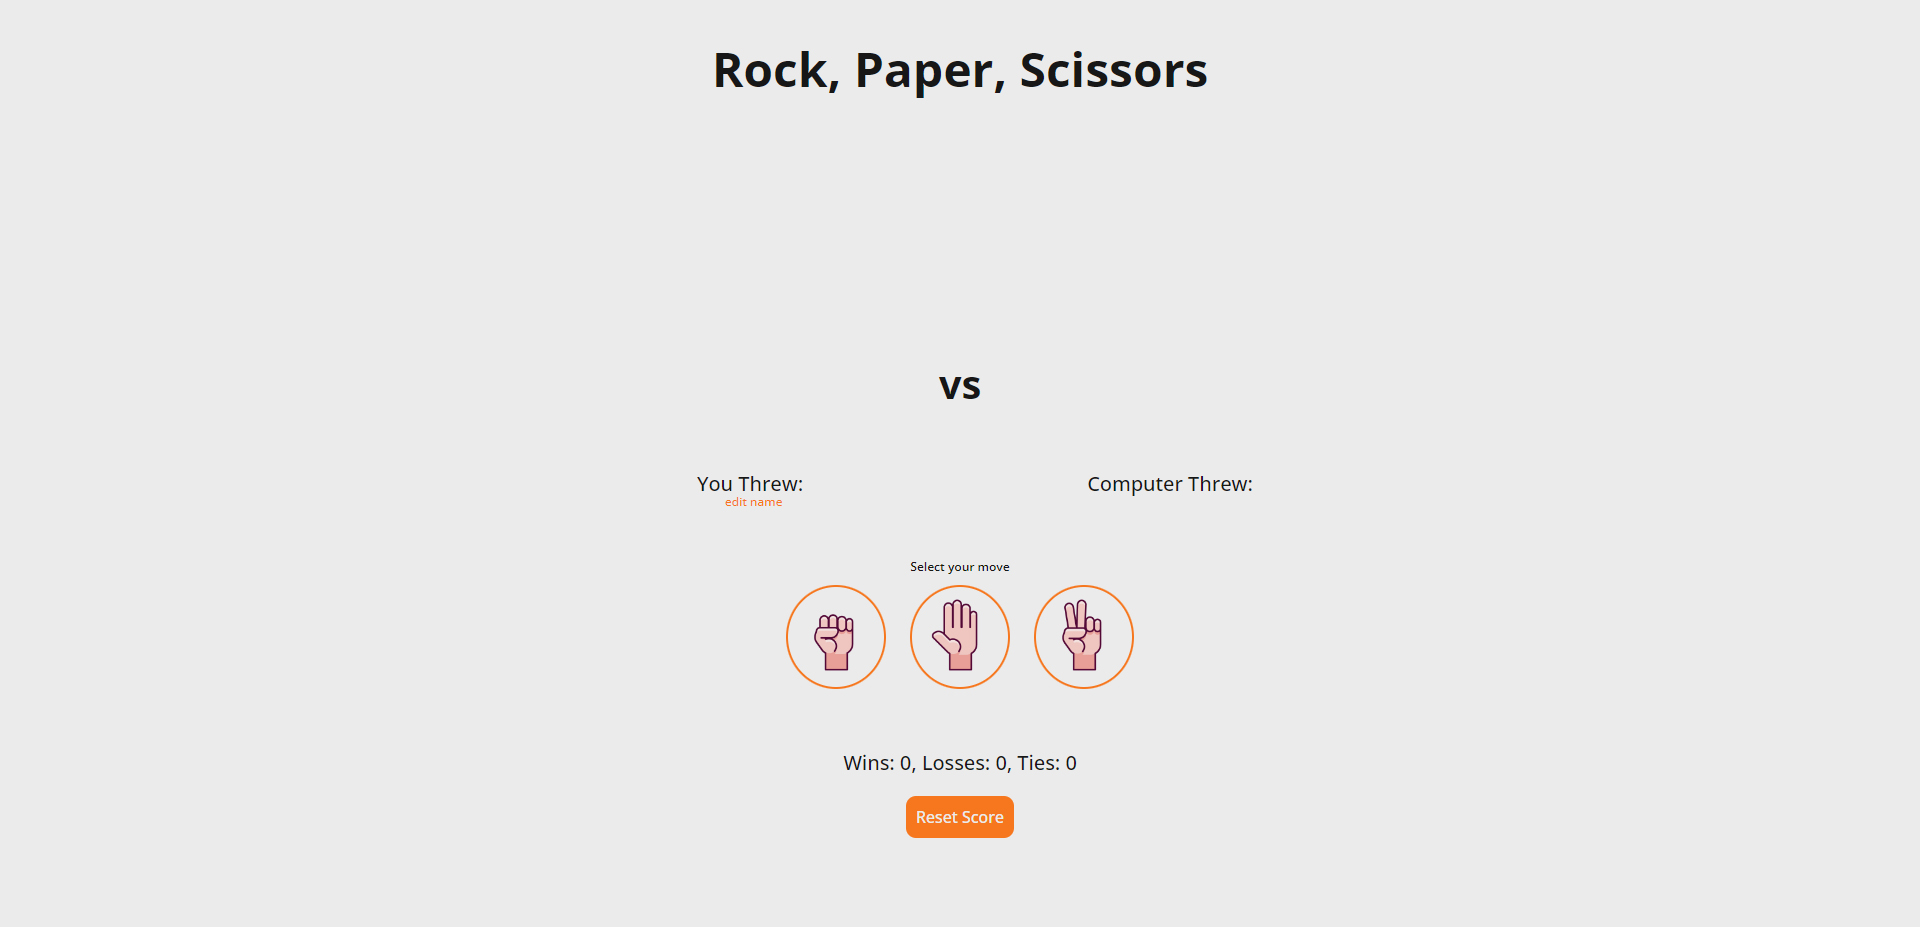 Rock, Paper, Scissors
vs
You Threw:
edit name
Computer Threw:
Select your move
Wins: 0, Losses: 0, Ties: 0
Reset Score